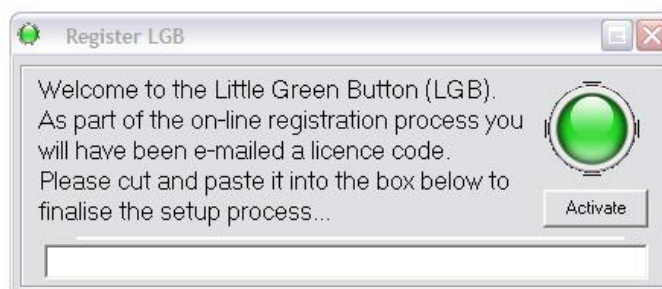 Register LGB
Welcome to the Little Green Button (LGB).
As part of the on-line registration process you
will have been e-mailed a licence code.
Please cut and paste it into the box below to
finalise the setup process...
Activate